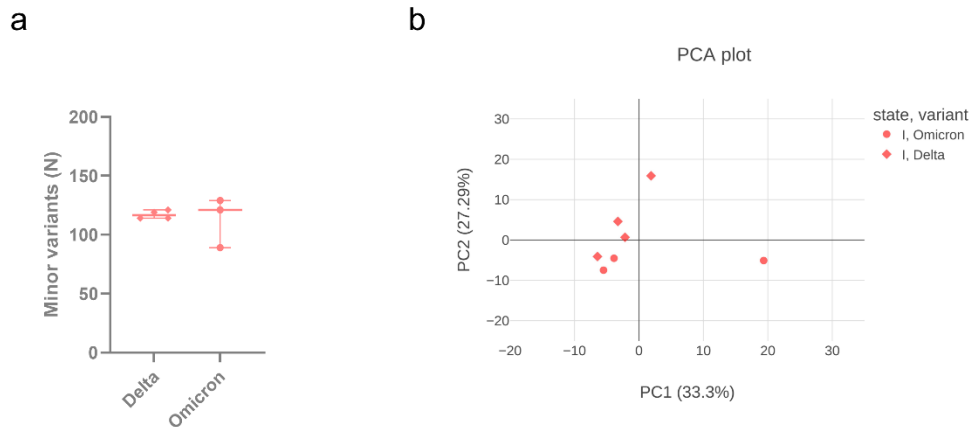 a
b
200
150
100
50
0
Minor variants (N)
Delta
Omicron
PCA plot
30
20
10
0
−10
−20
PC2 (27.29%)
−20
−10
0
10
20
30
PC1 (33.3%)
state, variant
I, Omicron
I, Delta